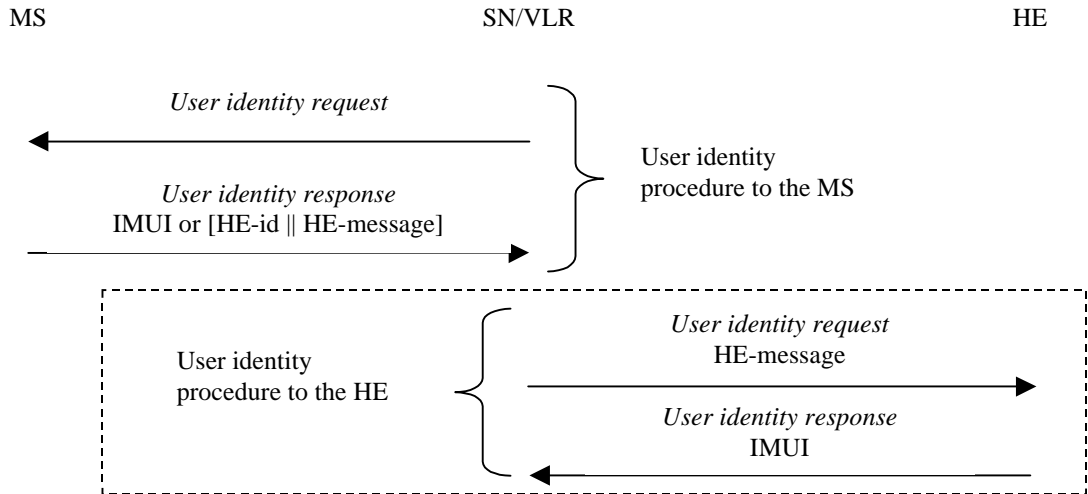 MS SN/VLR HE
User identity request
User identity
procedure to the MS
User identity response
IMUI or [HE-id || HE-message]
User identity request
HE-message
User identity
procedure to the HE
User identity response
IMUI